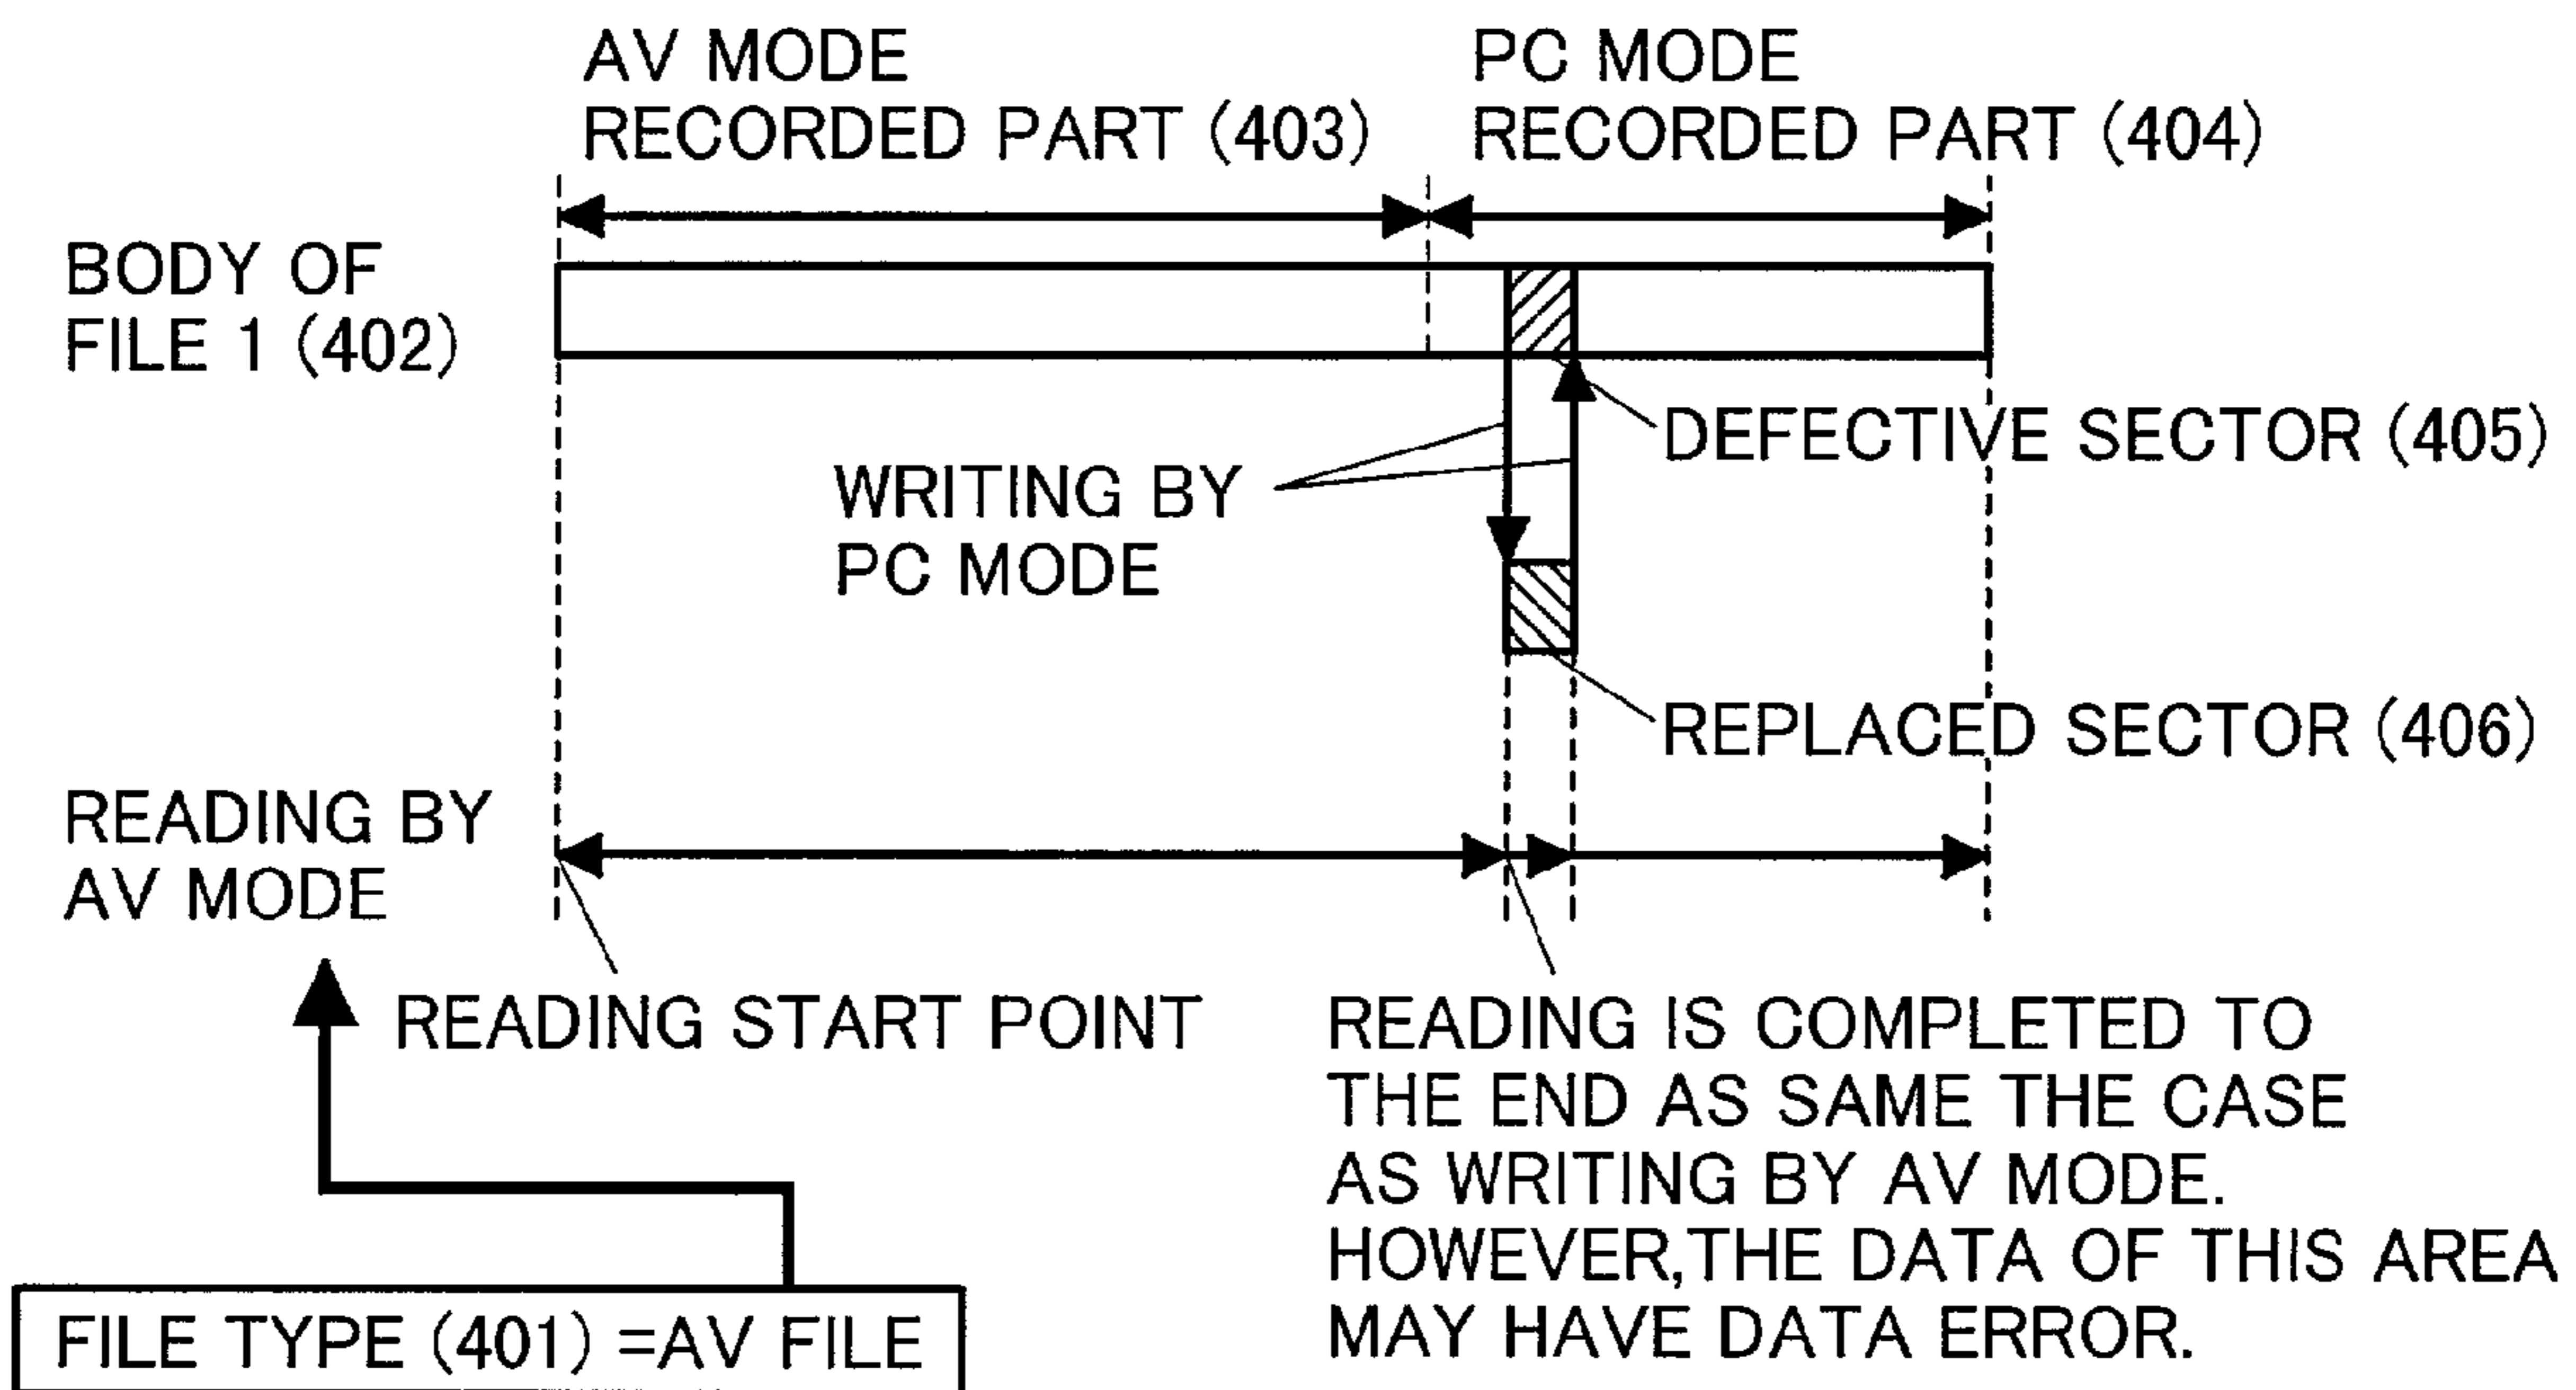 AV MODE
RECORDED PART (403)
PC MODE
RECORDED PART (404)
BODY OF
FILE 1 (402)
DEFECTIVE SECTOR (405)
WRITING BY
PC MODE
REPLACED SECTOR (406)
READING BY
AV MODE
READING START POINT
READING IS COMPLETED TO
THE END AS SAME THE CASE
AS WRITING BY AV MODE.
HOWEVER,THE DATA OF THIS AREA
MAY HAVE DATA ERROR.
FILE TYPE (401) =AV FILE